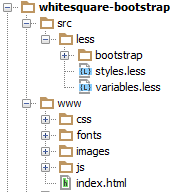 whitesquare-bootstrap
src
less
bootstrap
styles.less
variables.less
www
css
fonts
images
js
index.html